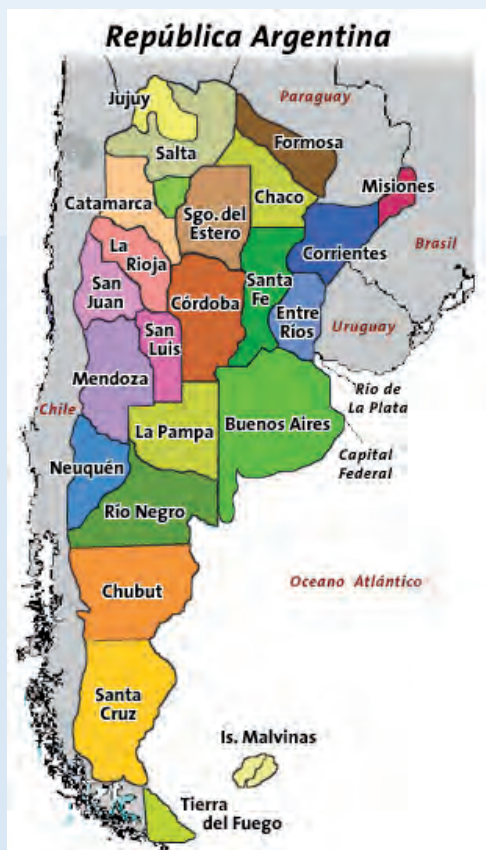 República Argentina
Jujuy
Paraguay
Formosa
Salta
Misiones
Chaco
Catamarca
Sgo. del
Estero
Corrientes
Brasil
La
Rioja
San
Juan
Santa
Fe
Córdoba
Entre
Ríos
San
Luis
Uruguay
Mendoza
Río de
La Plata
Chile
Buenos Aires
La Pampa
Capital
Federal
Neuquén
Río Negro
Chubut
Oceano Atlántico
Santa
Cruz
Is. Malvinas
Tierra
del Fuego